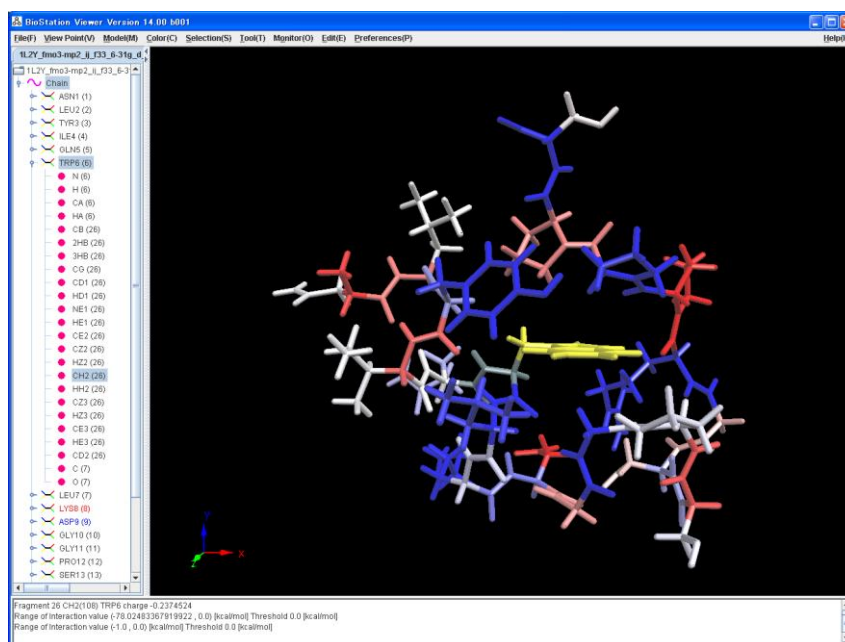 BioStation Viewer Version 14.00 b001
File(F) View Point(V) Model(M) Color(C) Selection(S) Tool(T) Monitor(O) Edit(E) Preferences(P)
1L2Y_fmo3-mp2_ij_f33_6-31g_d
1L2Y_fmo3-mp2_ij_f33_6-3
Chain
ASN1 (1)
LEU2 (2)
TYR3 (3)
ILE4 (4)
GLN5 (5)
TRP6 (6)
N (6)
H (6)
CA (6)
HA (6)
CB (26)
2HB (26)
3HB (26)
CG (26)
CD1 (26)
HD1 (26)
NE1 (26)
HE1 (26)
CE2 (26)
CZ2 (26)
HZ2 (26)
CH2 (26)
HH2 (26)
CZ3 (26)
HZ3 (26)
CE3 (26)
HE3 (26)
CD2 (26)
C (7)
O (7)
LEU7 (7)
LYS8 (8)
ASP9 (9)
GLY10 (10)
GLY11 (11)
PRO12 (12)
SER13 (13)
Y
X
Fragment 26 CH2(108) TRP6 charge -0.2374524
Range of Interaction value (-78.02483367919922 , 0.0) [kcal/mol] Threshold 0.0 [kcal/mol]
Range of Interaction value (-1.0 , 0.0) [kcal/mol] Threshold 0.0 [kcal/mol]